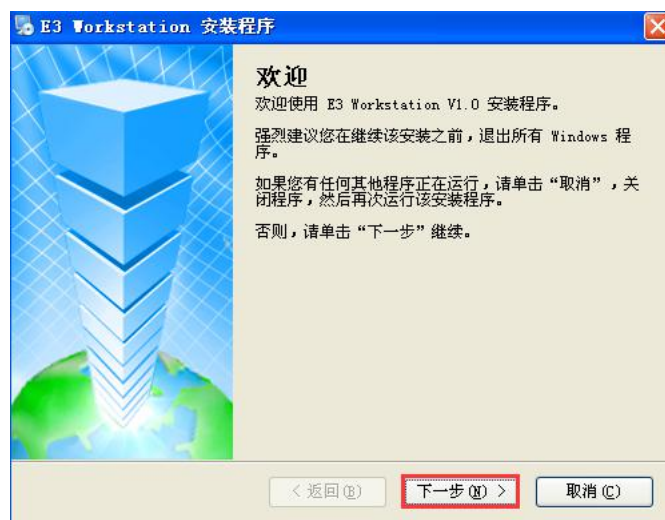 E3 Workstation 安装程序
欢迎
欢迎使用 E3 Workstation V1.0 安装程序。
强烈建议您在继续该安装之前，退出所有 Windows 程
序。
如果您有任何其他程序正在运行，请单击“取消”，关
闭程序，然后再次运行该安装程序。
否则，请单击“下一步”继续。
< 返回(B) 下一步(N) > 取消(C)